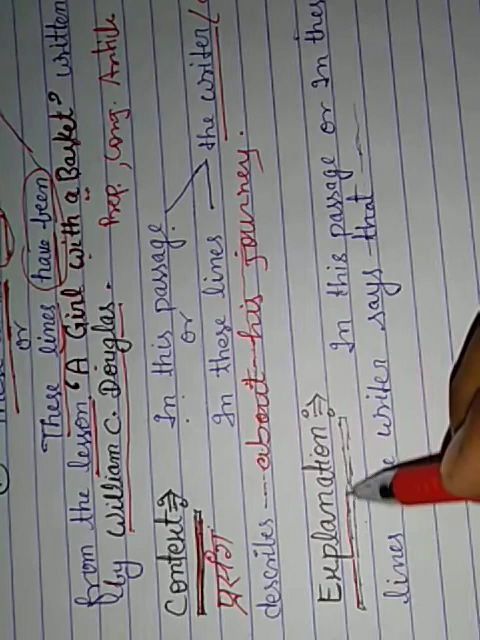 or
These lines have been
from the lesson "A Girl with a Basket" written
by William C. Douglas. Prep, Conj. Article
Context ⇒ In this passage
or
प्रसंग In these lines — the writer
describes — about his journey.
Explanation ⇒ In this passage or In these
lines writer says that —